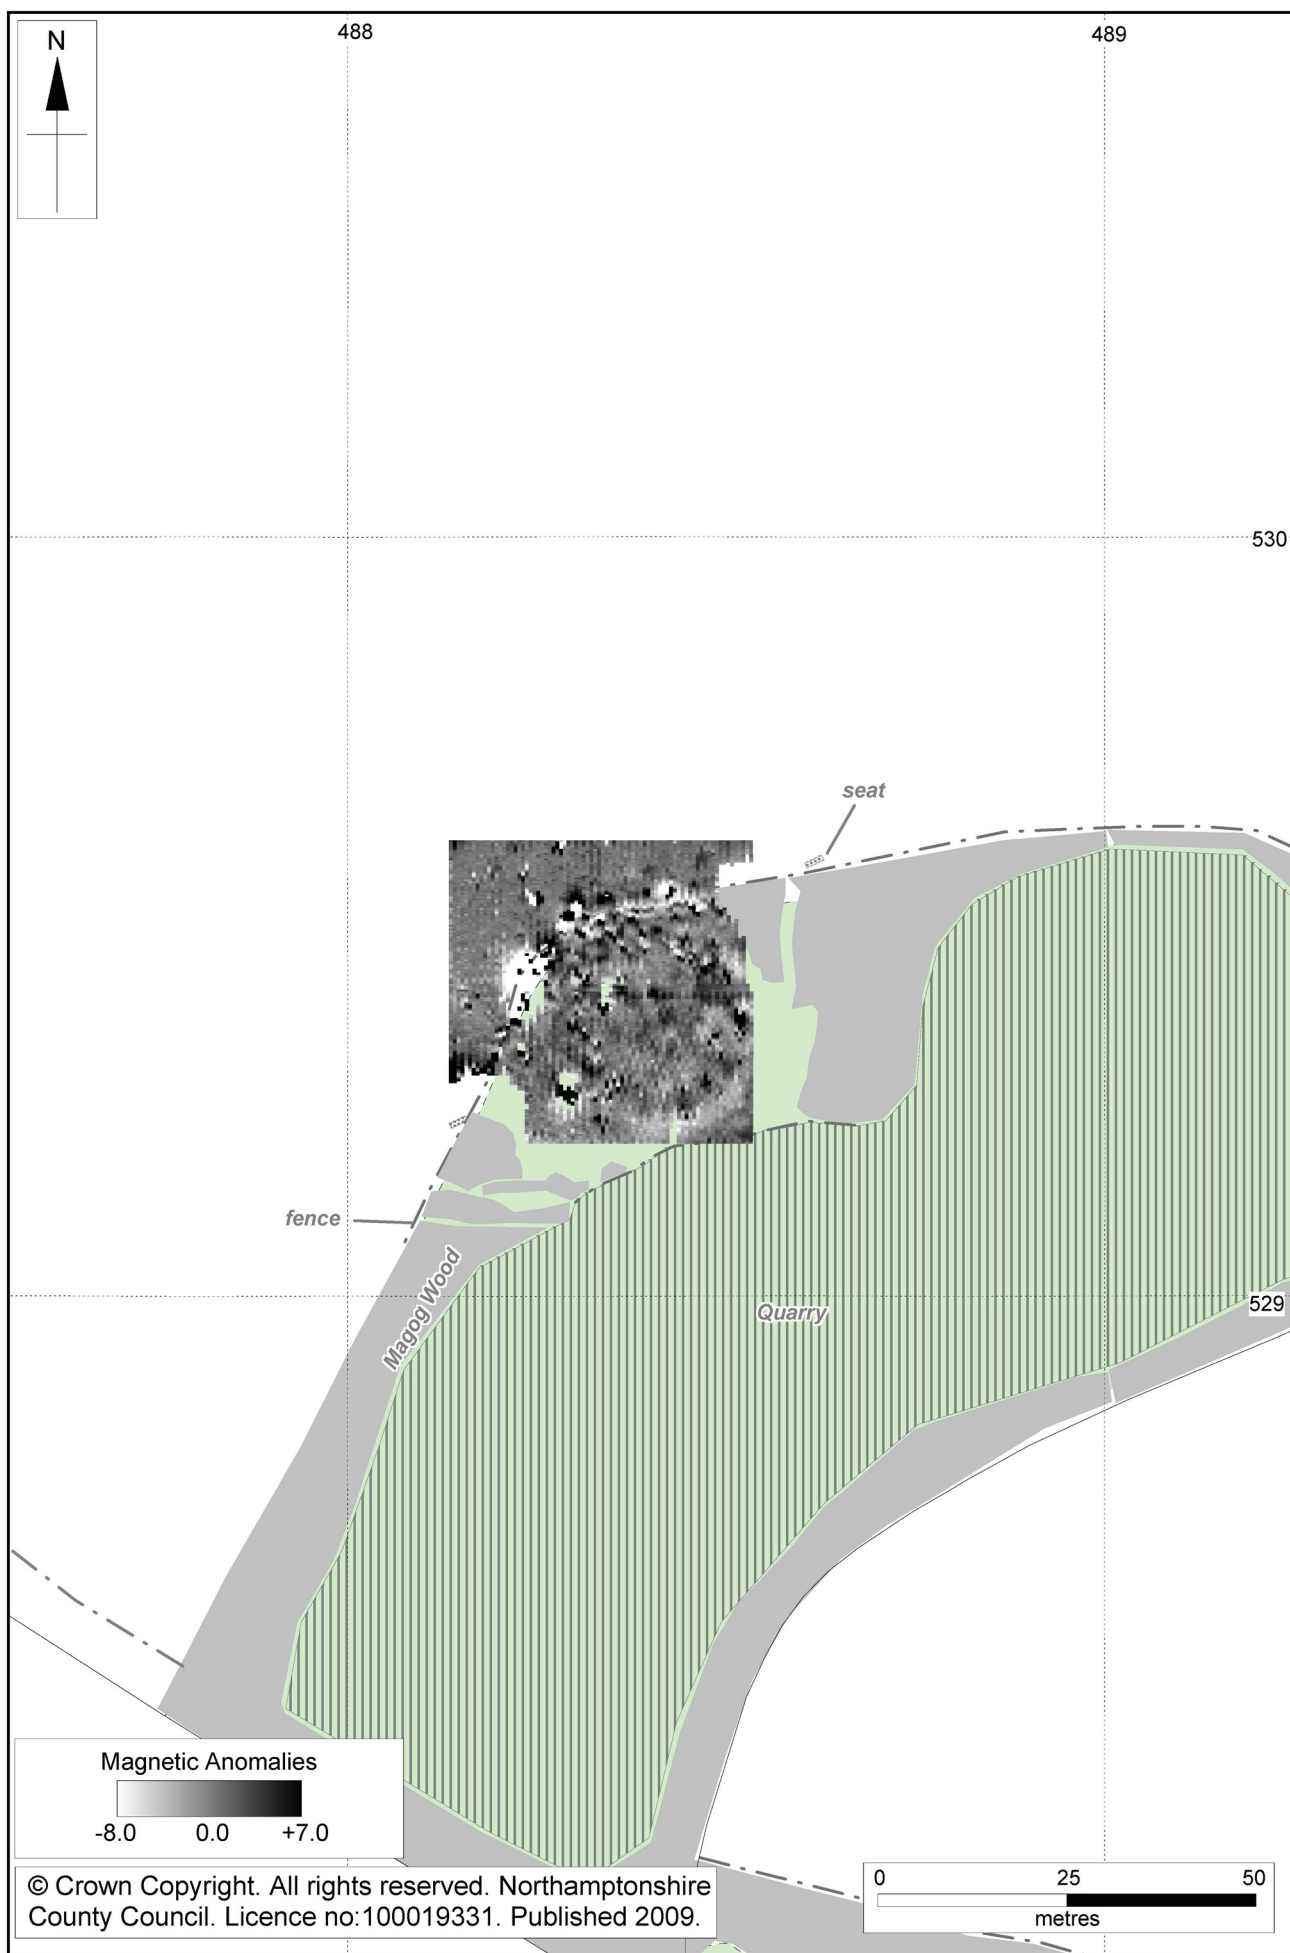 N
488
489
530
seat
fence
Magog Wood
Quarry
529
Magnetic Anomalies
-8.0 0.0 +7.0
© Crown Copyright. All rights reserved. Northamptonshire
County Council. Licence no:100019331. Published 2009.
0 25 50
metres